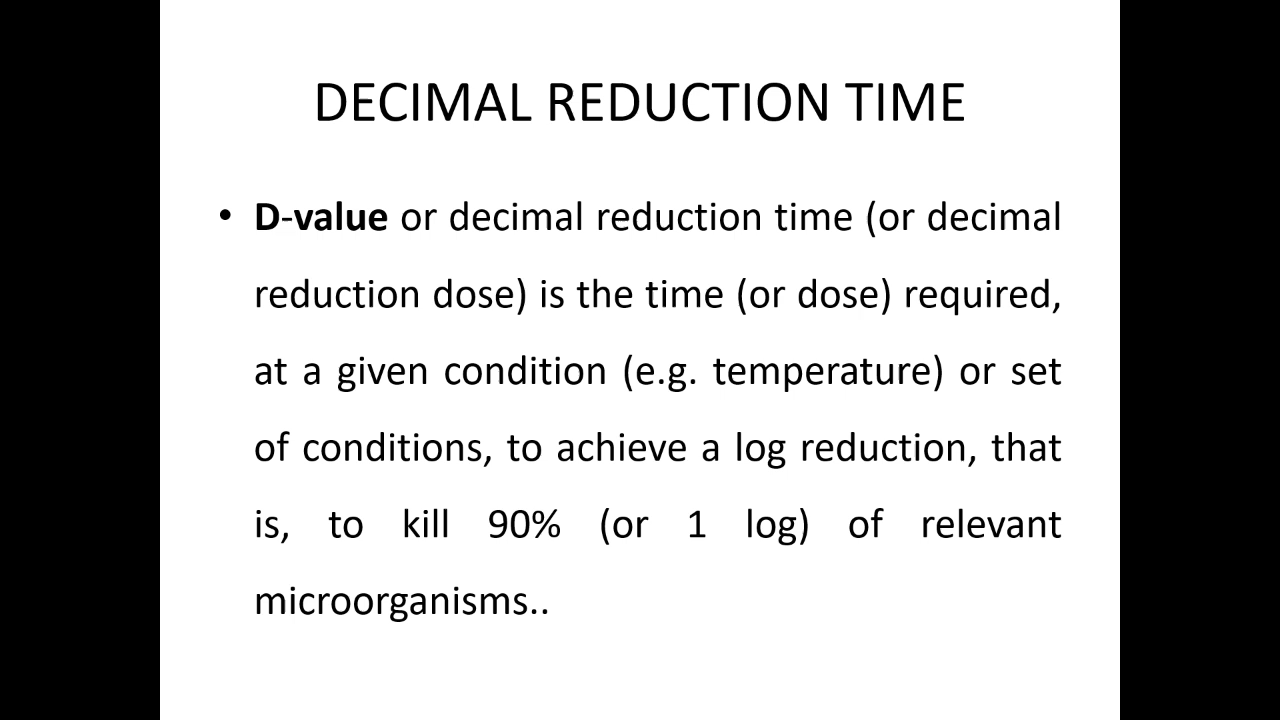 DECIMAL REDUCTION TIME
• D-value or decimal reduction time (or decimal
reduction dose) is the time (or dose) required,
at a given condition (e.g. temperature) or set
of conditions, to achieve a log reduction, that
is, to kill 90% (or 1 log) of relevant
microorganisms..